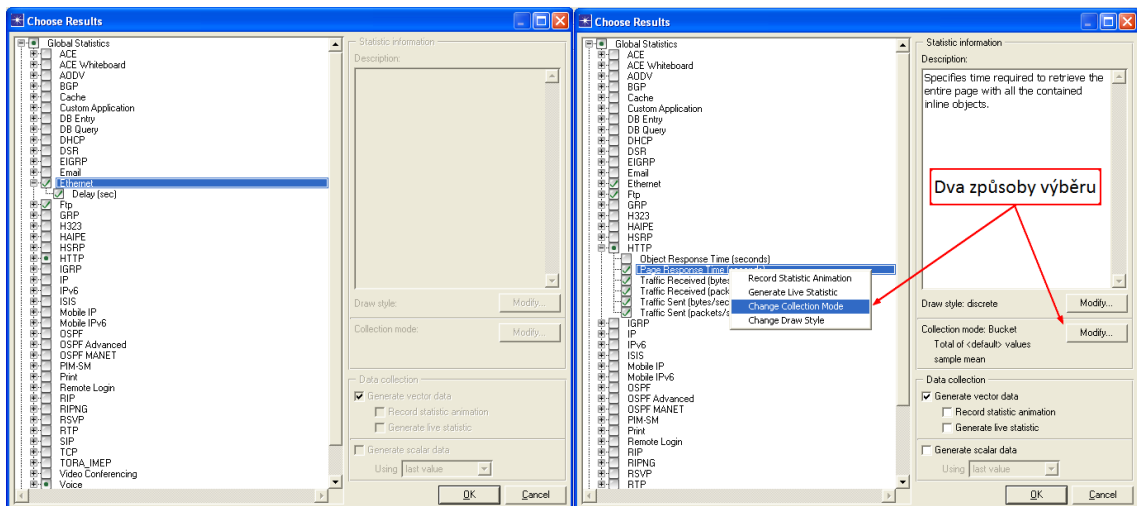 Choose Results
Global Statistics
ACE
ACE Whiteboard
AODV
BGP
Cache
Custom Application
DB Entry
DB Query
DHCP
DSR
EIGRP
Email
Ethernet
Delay (sec)
Ftp
GRP
H323
HAIPE
HSRP
HTTP
IGRP
IP
IPv6
ISIS
Mobile IP
Mobile IPv6
OSPF
OSPF Advanced
OSPF MANET
PIM-SM
Print
Remote Login
RIP
RIPNG
RSVP
RTP
SIP
TCP
TORA_IMEP
Video Conferencing
Voice
Statistic information
Description:
Draw style:
Modify...
Collection mode:
Modify...
Data collection
Generate vector data
Record statistic animation
Generate live statistic
Generate scalar data
Using last value
OK
Cancel
Choose Results
Global Statistics
ACE
ACE Whiteboard
AODV
BGP
Cache
Custom Application
DB Entry
DB Query
DHCP
DSR
EIGRP
Email
Ethernet
Ftp
GRP
H323
HAIPE
HSRP
HTTP
Object Response Time (seconds)
Page Response Time (seconds)
Traffic Received (bytes
Traffic Received (pack
Traffic Sent (bytes/sec
Traffic Sent (packets/s
Record Statistic Animation
Generate Live Statistic
Change Collection Mode
Change Draw Style
IGRP
IP
IPv6
ISIS
Mobile IP
Mobile IPv6
OSPF
OSPF Advanced
OSPF MANET
PIM-SM
Print
Remote Login
RIP
RIPNG
RSVP
RTP
Statistic information
Description:
Specifies time required to retrieve the
entire page with all the contained
inline objects.
Dva způsoby výběru
Draw style: discrete
Modify...
Collection mode: Bucket
Modify...
Total of <default> values
sample mean
Data collection
Generate vector data
Record statistic animation
Generate live statistic
Generate scalar data
Using last value
OK
Cancel